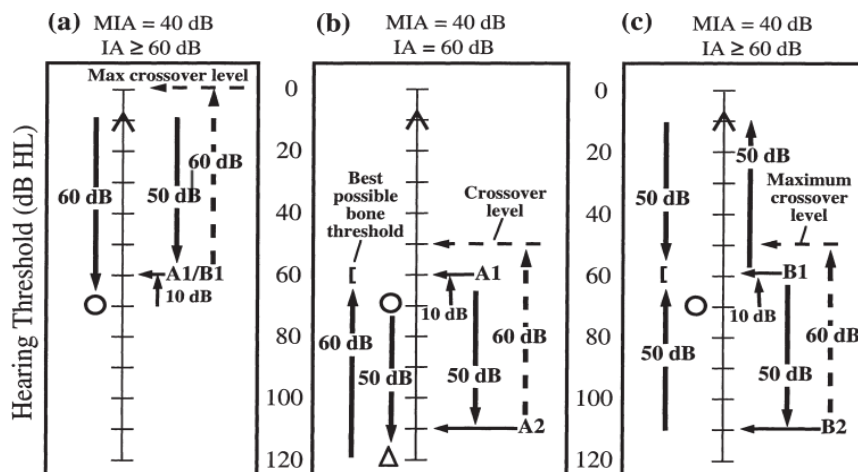 (a) MIA = 40 dB
IA ≥ 60 dB
Max crossover level
60 dB
50 dB
60 dB
A1/B1
10 dB
Hearing Threshold (dB HL)
0
20
40
60
80
100
120
(b) MIA = 40 dB
IA = 60 dB
Best
possible
bone
threshold
Crossover
level
[
A1
10 dB
60 dB
50 dB
50 dB
60 dB
A2
0
20
40
60
80
100
120
(c) MIA = 40 dB
IA ≥ 60 dB
50 dB
50 dB
Maximum
crossover
level
[
B1
10 dB
50 dB
50 dB
60 dB
B2